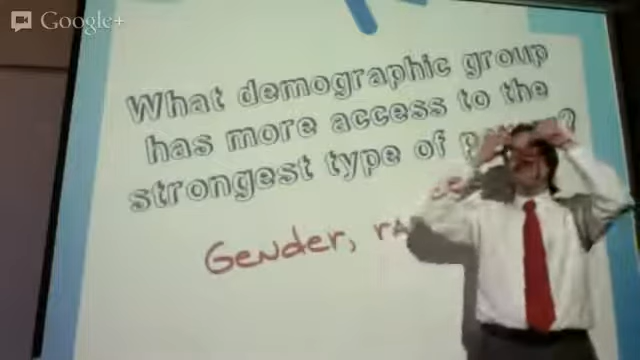 Google+
What demographic group
has more access to the
strongest type of
Gender,